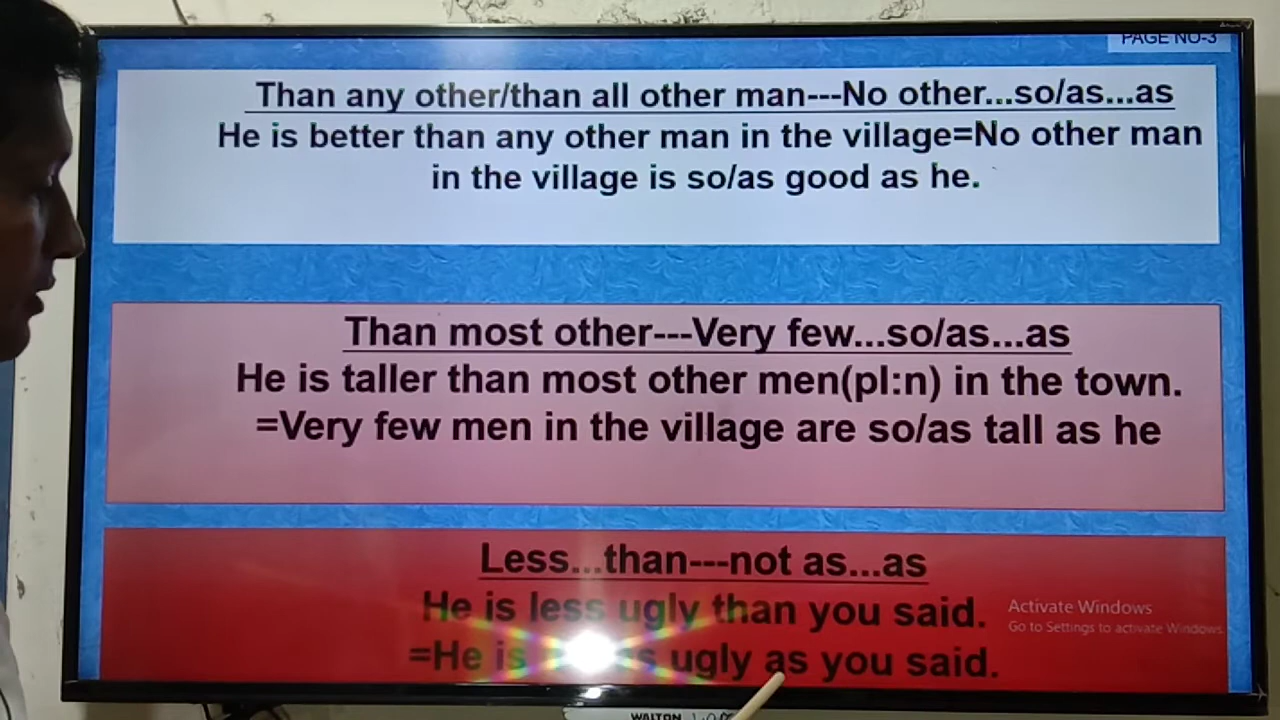 PAGE NO-3
Than any other/than all other man---No other...so/as...as
He is better than any other man in the village=No other man
in the village is so/as good as he.
Than most other---Very few...so/as...as
He is taller than most other men(pl:n) in the town.
=Very few men in the village are so/as tall as he
Less...than---not as...as
He is less ugly than you said.
=He is ugly as you said.
Activate Windows
Go to Settings to activate Windows.
WALTON